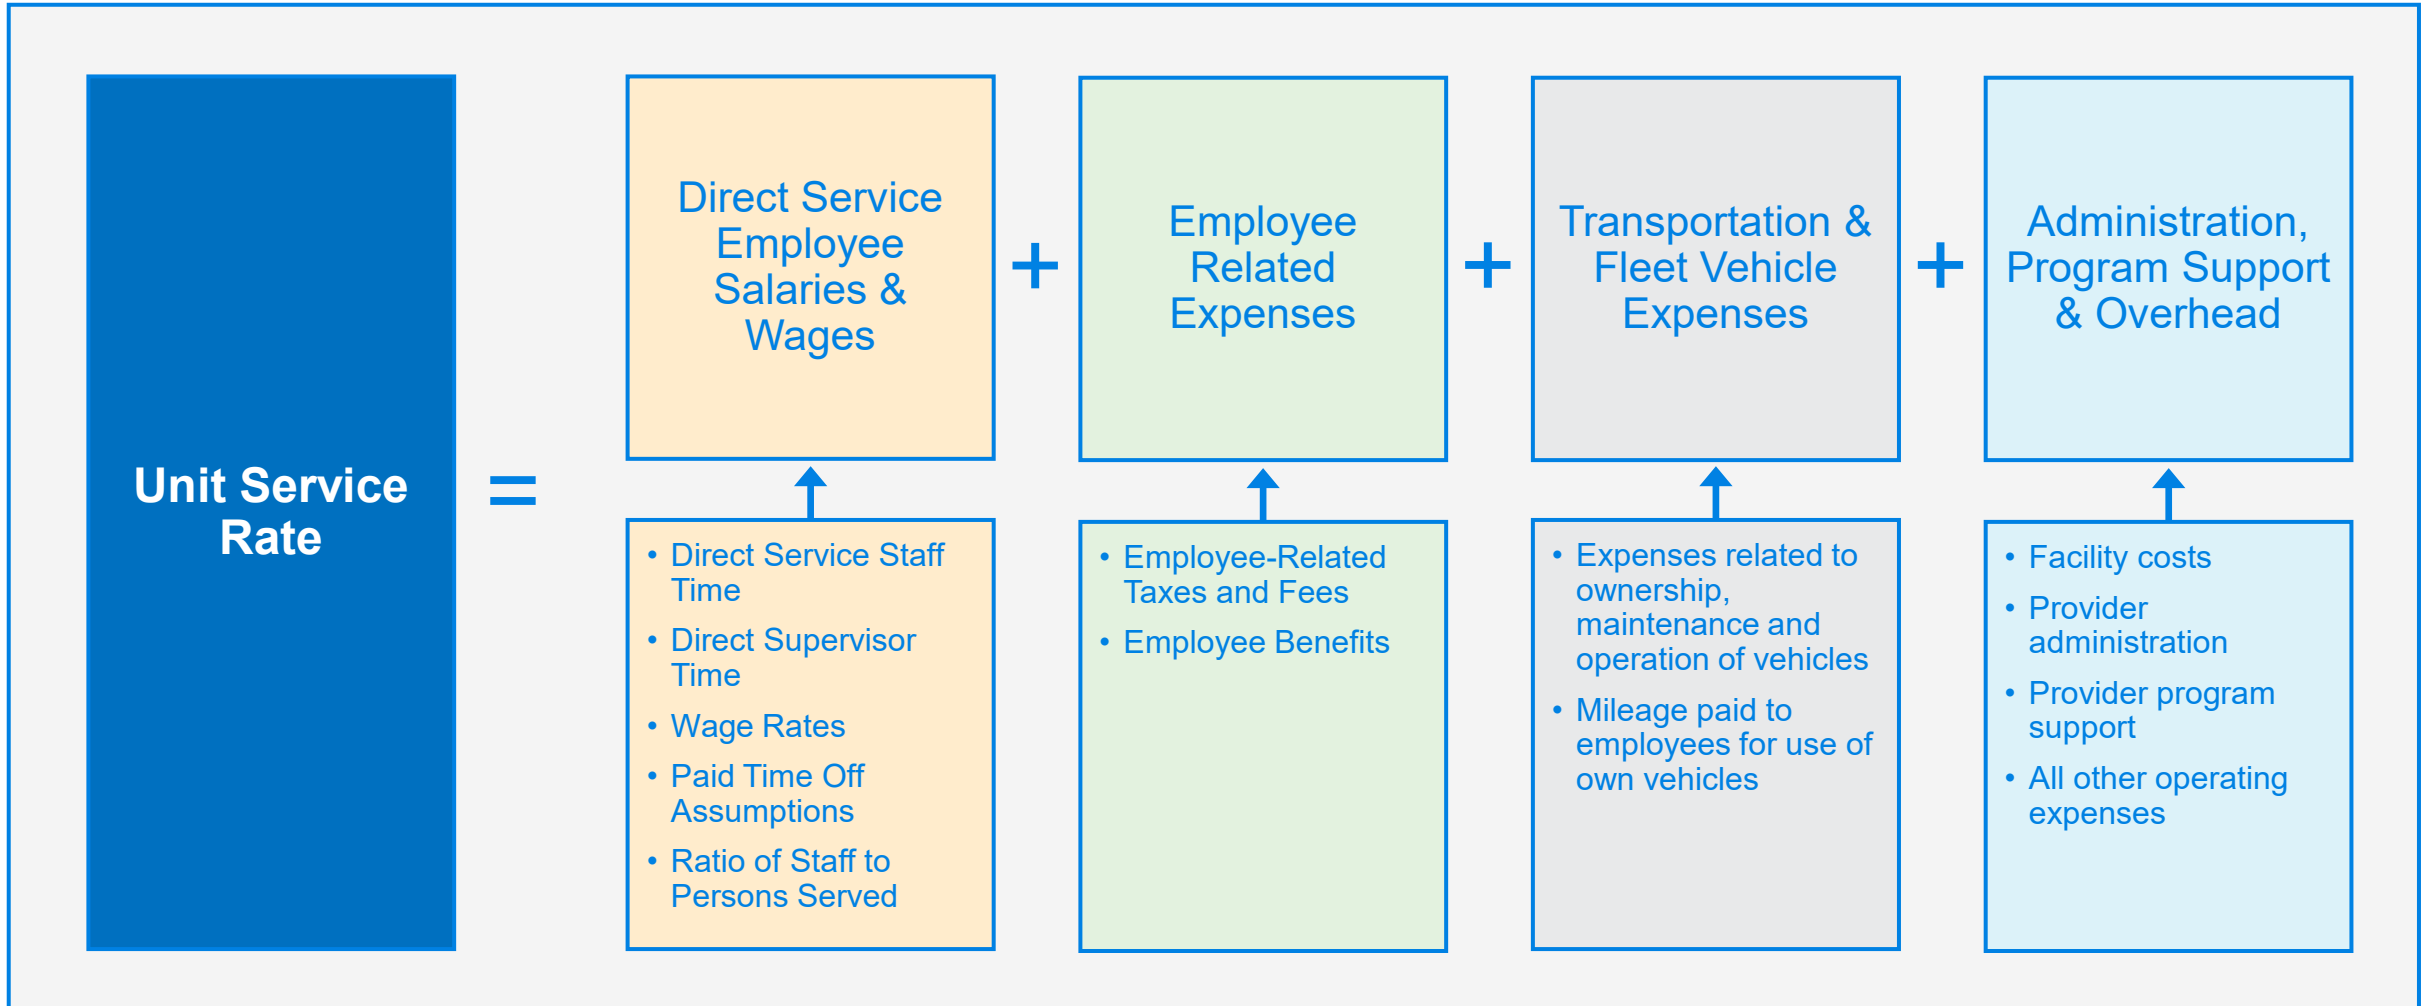 Unit Service
Rate
=
Direct Service
Employee
Salaries &
Wages
+
Employee
Related
Expenses
+
Transportation &
Fleet Vehicle
Expenses
+
Administration,
Program Support
& Overhead
• Direct Service Staff
Time
• Direct Supervisor
Time
• Wage Rates
• Paid Time Off
Assumptions
• Ratio of Staff to
Persons Served
• Employee-Related
Taxes and Fees
• Employee Benefits
• Expenses related to
ownership,
maintenance and
operation of vehicles
• Mileage paid to
employees for use of
own vehicles
• Facility costs
• Provider
administration
• Provider program
support
• All other operating
expenses